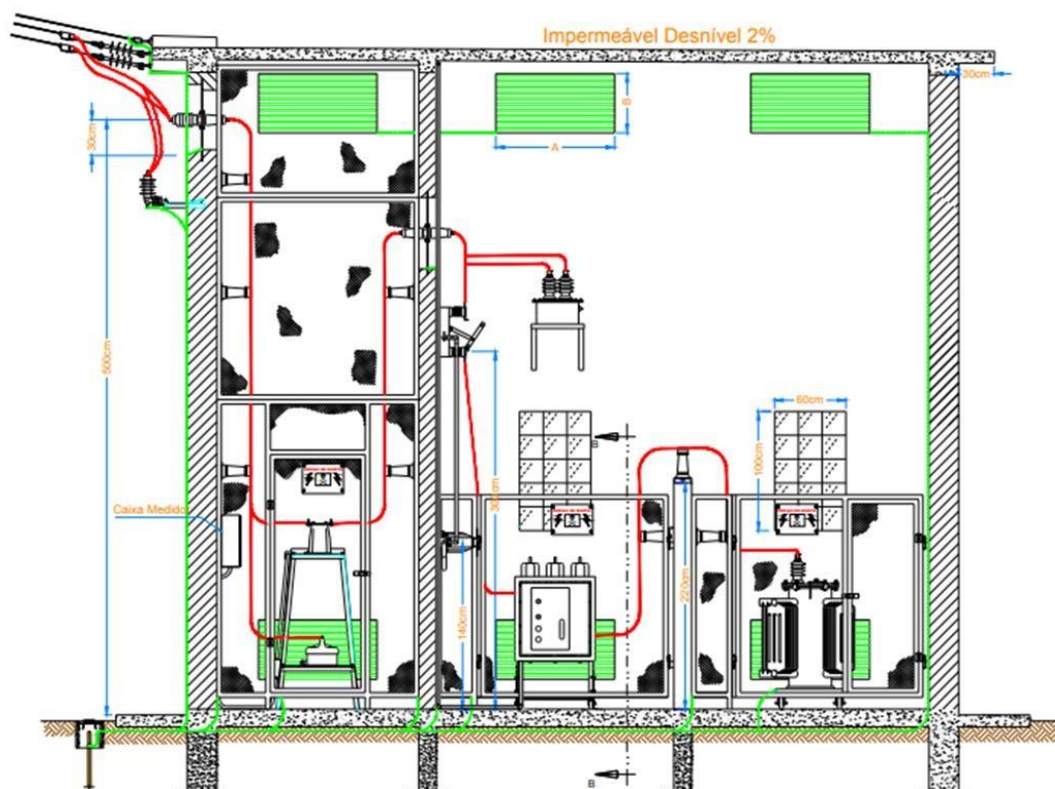 Impermeável Desnível 2%
30cm
B
A
30cm
500cm
60cm
100cm
B
300cm
Caixa Medidor
220cm
140cm
B